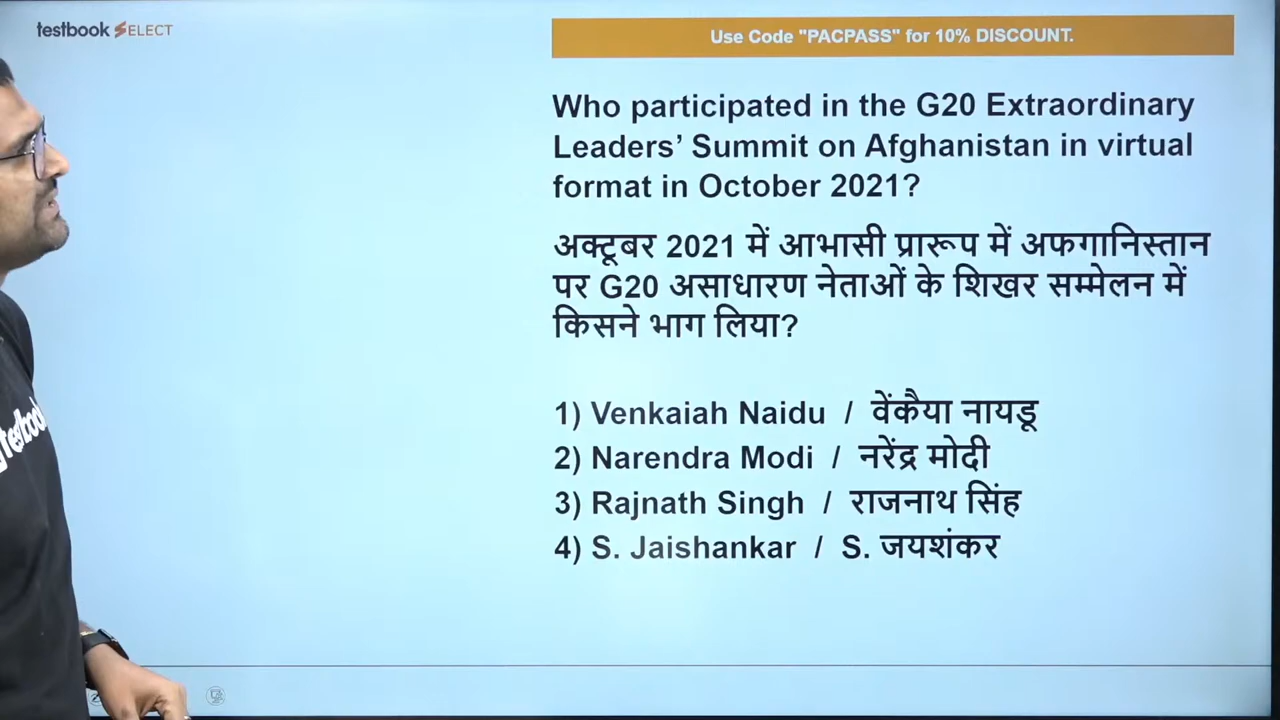 testbook SELECT
Use Code "PACPASS" for 10% DISCOUNT.
Who participated in the G20 Extraordinary
Leaders’ Summit on Afghanistan in virtual
format in October 2021?
अक्टूबर 2021 में आभासी प्रारूप में अफगानिस्तान
पर G20 असाधारण नेताओं के शिखर सम्मेलन में
किसने भाग लिया?
1) Venkaiah Naidu / वेंकैया नायडू
2) Narendra Modi / नरेंद्र मोदी
3) Rajnath Singh / राजनाथ सिंह
4) S. Jaishankar / S. जयशंकर